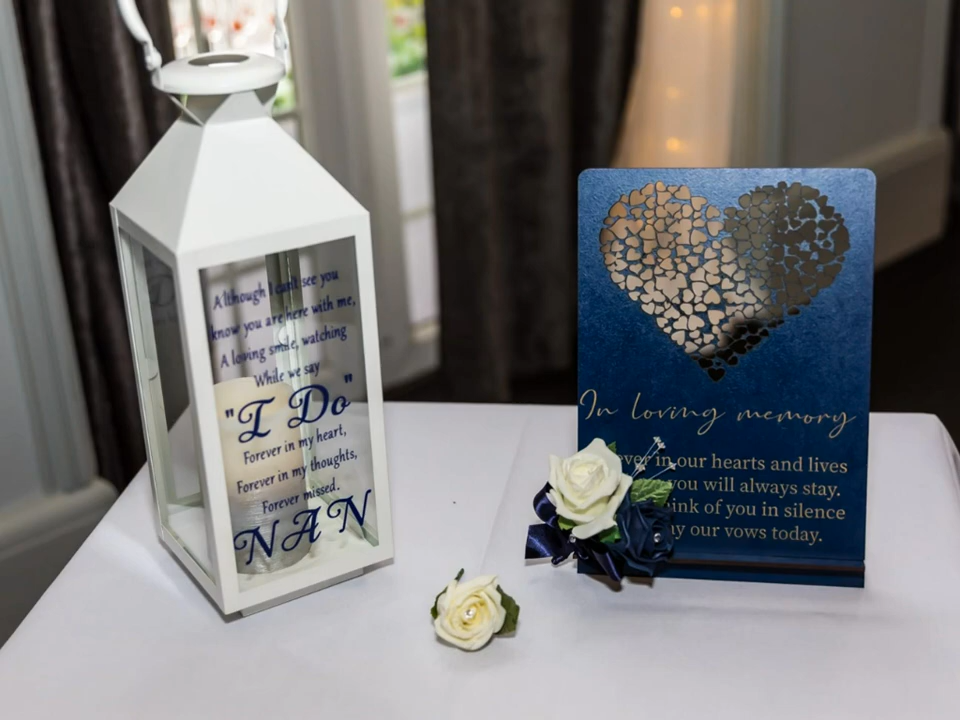 Although I can't see you
know you are here with me,
A loving smile, watching
While we say
"I Do"
Forever in my heart,
Forever in my thoughts,
Forever missed.
NAN
In loving memory
ever in our hearts and lives
you will always stay.
ink of you in silence
our vows today.